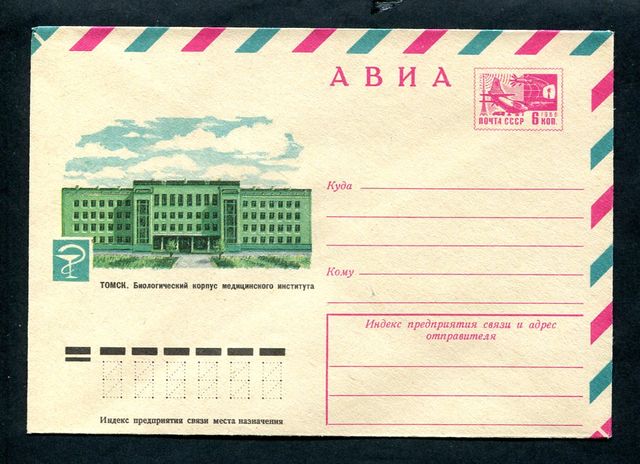 АВИА
ПОЧТА СССР
1966
6 КОП.
Куда
Кому
ТОМСК. Биологический корпус медицинского института
Индекс предприятия связи и адрес
отправителя
Индекс предприятия связи места назначения